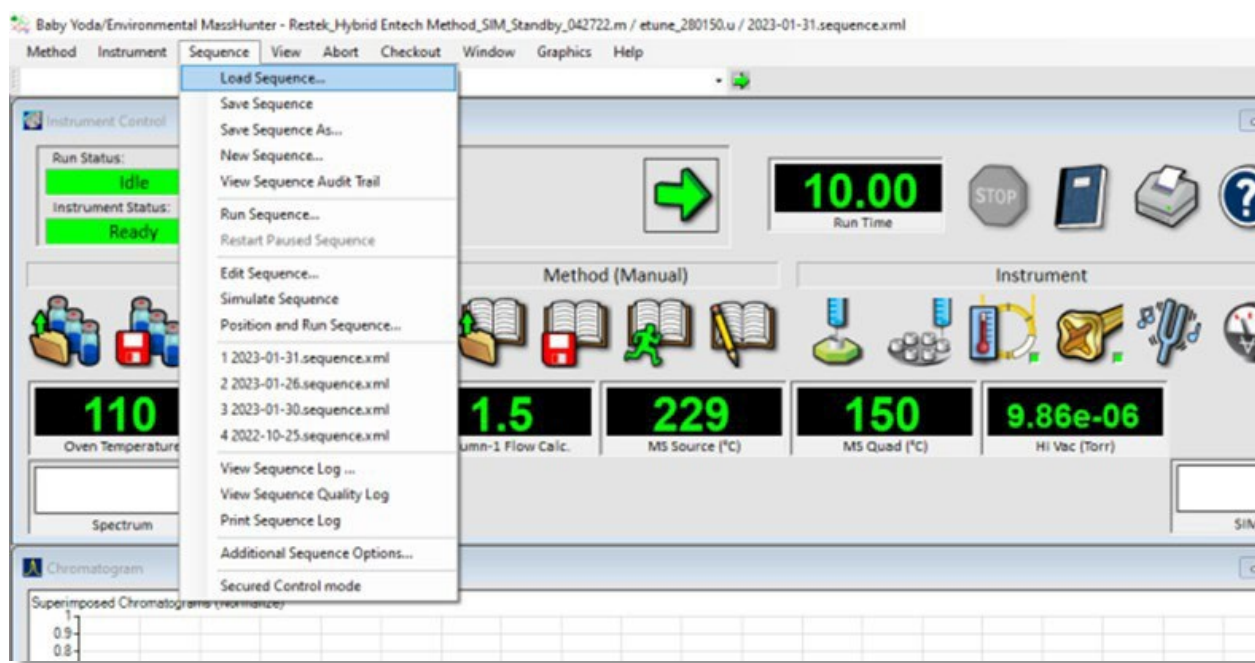 Baby Yoda/Environmental MassHunter - Restek_Hybrid Entech Method_SIM_Standby_042722.m / etune_280150.u / 2023-01-31.sequence.xml
Method Instrument Sequence View Abort Checkout Window Graphics Help
Load Sequence...
Save Sequence
Save Sequence As...
New Sequence...
View Sequence Audit Trail
Run Sequence...
Restart Paused Sequence
Edit Sequence...
Simulate Sequence
Position and Run Sequence...
1 2023-01-31.sequence.xml
2 2023-01-26.sequence.xml
3 2023-01-30.sequence.xml
4 2022-10-25.sequence.xml
View Sequence Log ...
View Sequence Quality Log
Print Sequence Log
Additional Sequence Options...
Secured Control mode
Instrument Control
Run Status:
Idle
Instrument Status:
Ready
10.00
Run Time
STOP
?
Method (Manual)
Instrument
110
Oven Temperature
1.5
umn-1 Flow Calc.
229
MS Source (°C)
150
MS Quad (°C)
9.86e-06
Hi Vac (Torr)
Spectrum
SIM
Chromatogram
Superimposed Chromatograms (Normalize)
1
0.9
0.8